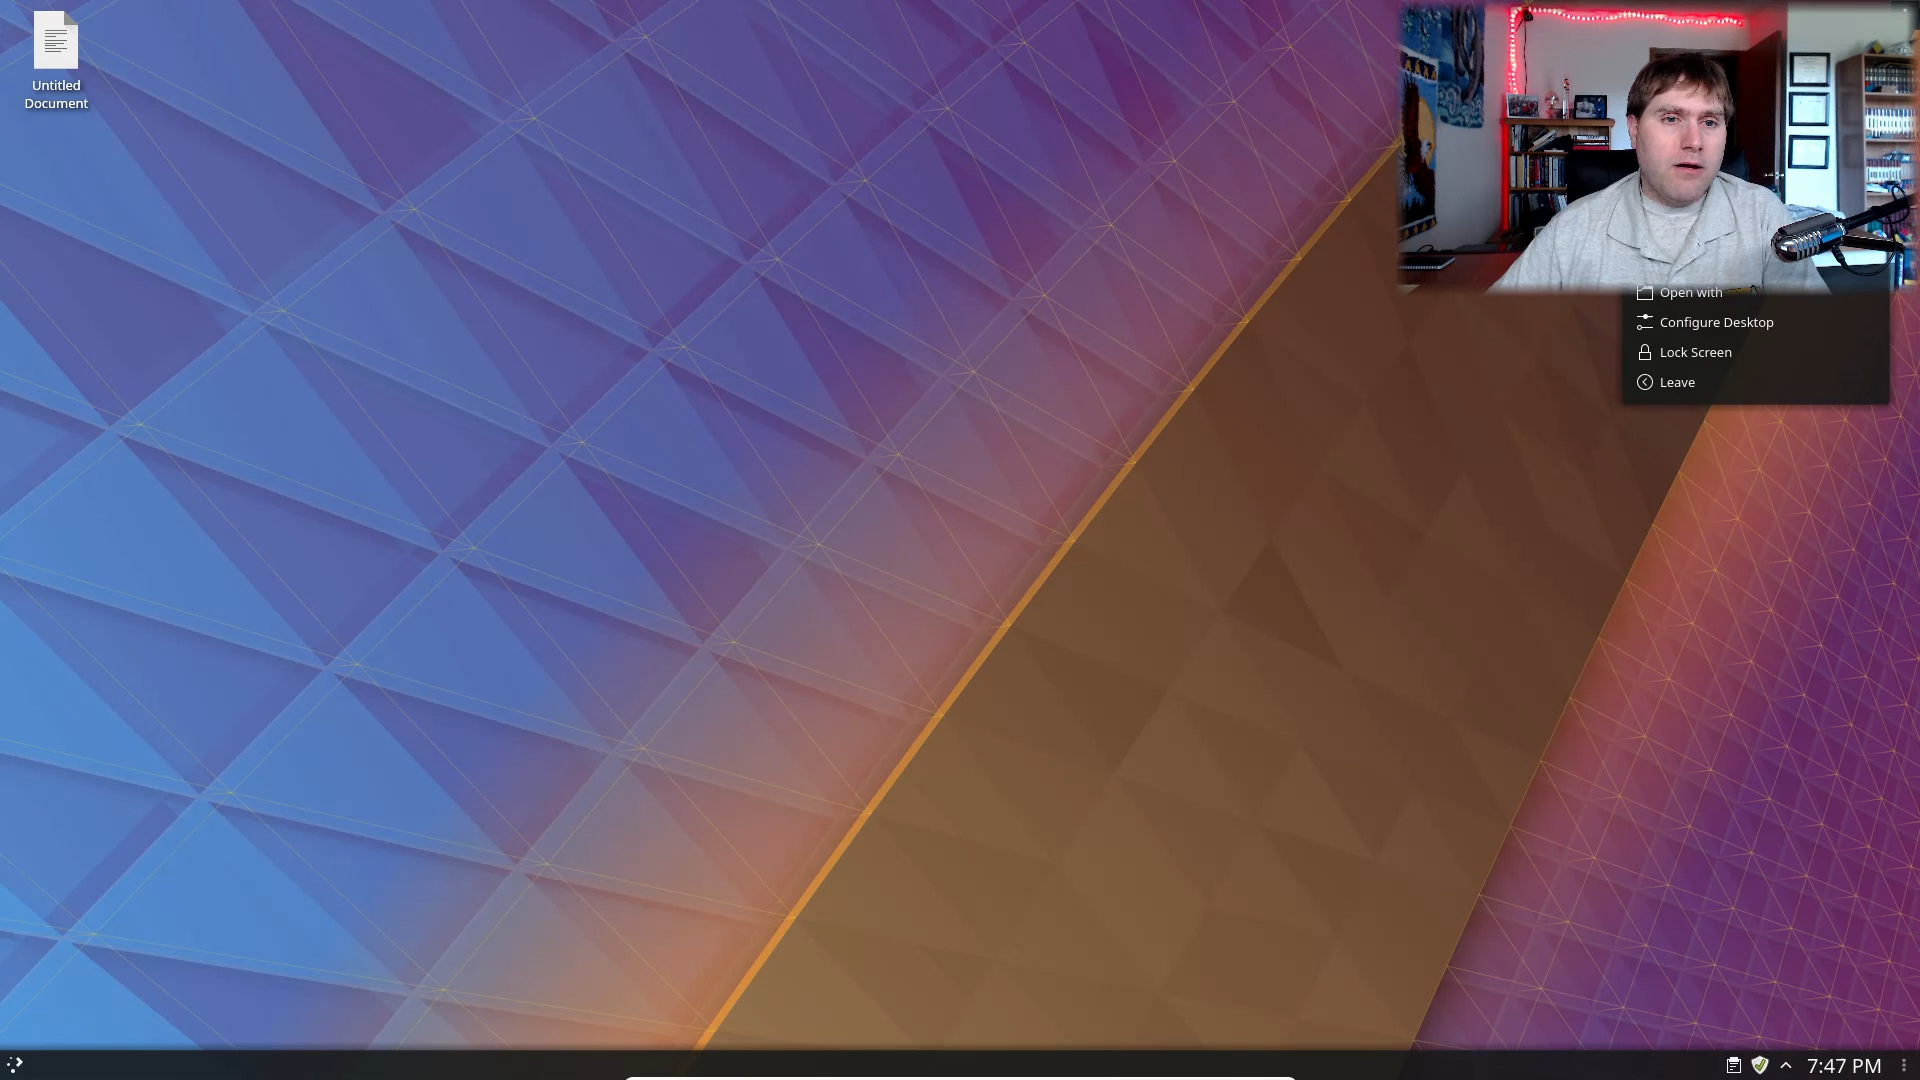 Untitled
Document
Open with
Configure Desktop
Lock Screen
Leave
7:47 PM